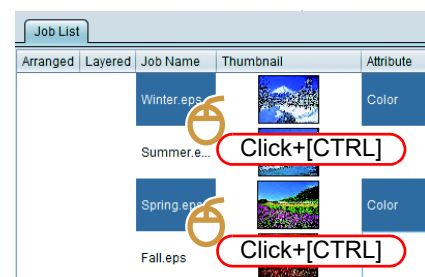 Job List
Arranged Layered Job Name Thumbnail Attribute
Winter.eps Color
Summer.e...
Click+[CTRL]
Spring.eps Color
Click+[CTRL]
Fall.eps